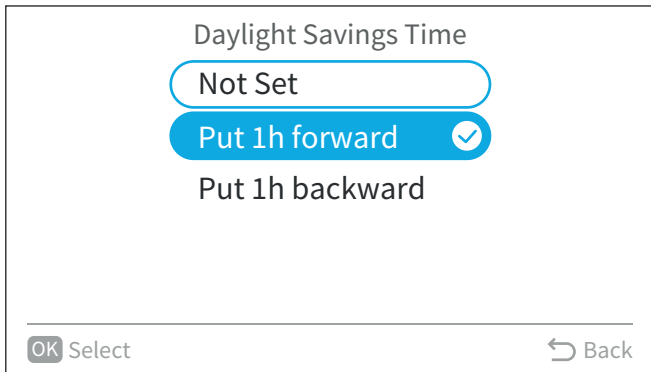 Daylight Savings Time
Not Set
Put 1h forward
Put 1h backward
OK Select
Back